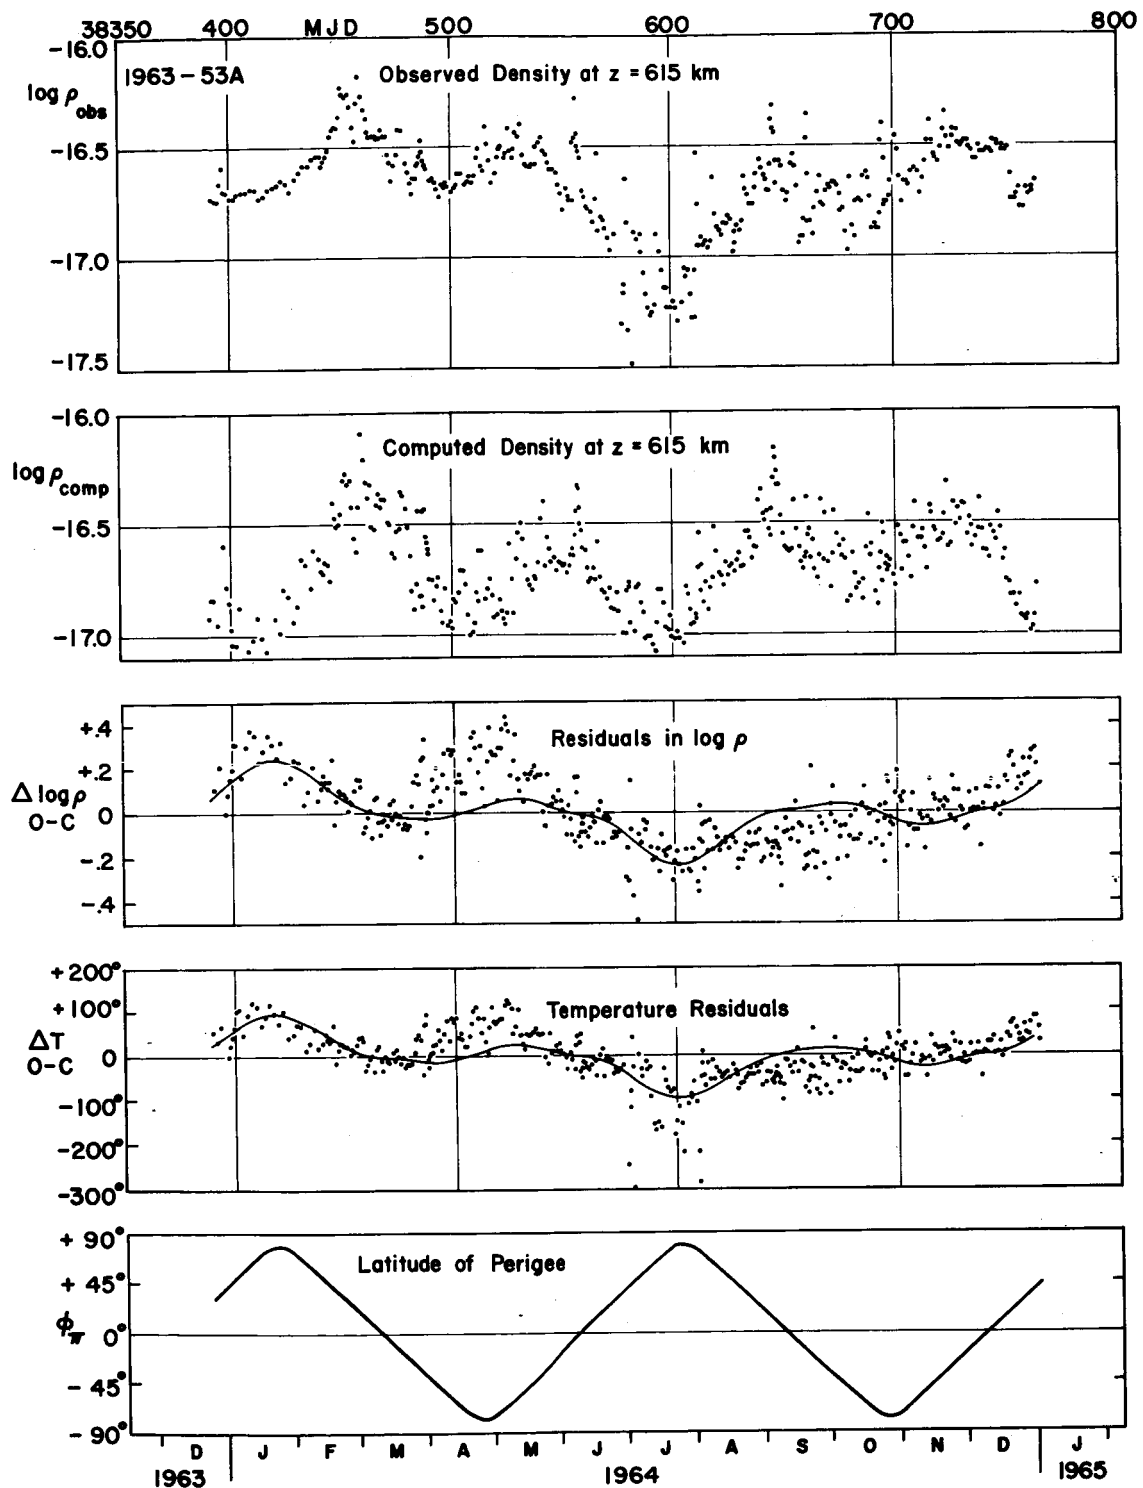 38350 400 MJD 500 600 700 800
-16.0
1963-53A Observed Density at z = 615 km
log ρobs
-16.5
-17.0
-17.5
-16.0
Computed Density at z = 615 km
log ρcomp
-16.5
-17.0
+.4
Residuals in log ρ
+.2
Δ log ρ
0
O-C
-.2
-.4
+200°
+100°
Temperature Residuals
ΔT
0
O-C
-100°
-200°
-300°
+90°
Latitude of Perigee
+45°
ϕπ 0°
-45°
-90°
D J F M A M J J A S O N D J
1963 1964 1965